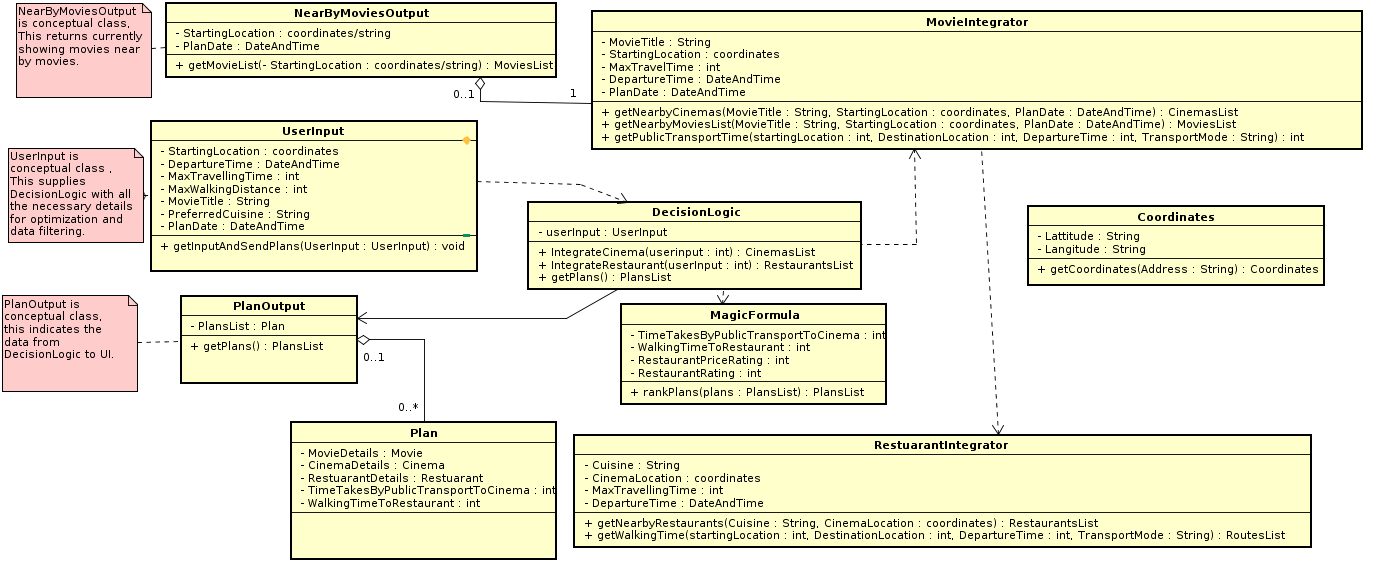 NearByMoviesOutput
is conceptual class,
This returns currently
showing movies near
by movies.
NearByMoviesOutput
- StartingLocation : coordinates/string
- PlanDate : DateAndTime
+ getMovieList(- StartingLocation : coordinates/string) : MoviesList
0..1
1
MovieIntegrator
- MovieTitle : String
- StartingLocation : coordinates
- MaxTravelTime : int
- DepartureTime : DateAndTime
- PlanDate : DateAndTime
+ getNearbyCinemas(MovieTitle : String, StartingLocation : coordinates, PlanDate : DateAndTime) : CinemasList
+ getNearbyMoviesList(MovieTitle : String, StartingLocation : coordinates, PlanDate : DateAndTime) : MoviesList
+ getPublicTransportTime(startingLocation : int, DestinationLocation : int, DepartureTime : int, TransportMode : String) : int
UserInput is
conceptual class ,
This supplies
DecisionLogic with all
the necessary details
for optimization and
data filtering.
UserInput
- StartingLocation : coordinates
- DepartureTime : DateAndTime
- MaxTravellingTime : int
- MaxWalkingDistance : int
- MovieTitle : String
- PreferredCuisine : String
- PlanDate : DateAndTime
+ getInputAndSendPlans(UserInput : UserInput) : void
DecisionLogic
- userInput : UserInput
+ IntegrateCinema(userinput : int) : CinemasList
+ IntegrateRestaurant(userInput : int) : RestaurantsList
+ getPlans() : PlansList
Coordinates
- Lattitude : String
- Langitude : String
+ getCoordinates(Address : String) : Coordinates
PlanOutput is
conceptual class,
this indicates the
data from
DecisionLogic to UI.
PlanOutput
- PlansList : Plan
+ getPlans() : PlansList
0..1
0..*
MagicFormula
- TimeTakesByPublicTransportToCinema : int
- WalkingTimeToRestaurant : int
- RestaurantPriceRating : int
- RestaurantRating : int
+ rankPlans(plans : PlansList) : PlansList
Plan
- MovieDetails : Movie
- CinemaDetails : Cinema
- RestuarantDetails : Restuarant
- TimeTakesByPublicTransportToCinema : int
- WalkingTimeToRestaurant : int
RestuarantIntegrator
- Cuisine : String
- CinemaLocation : coordinates
- MaxTravellingTime : int
- DepartureTime : DateAndTime
+ getNearbyRestaurants(Cuisine : String, CinemaLocation : coordinates) : RestaurantsList
+ getWalkingTime(startingLocation : int, DestinationLocation : int, DepartureTime : int, TransportMode : String) : RoutesList